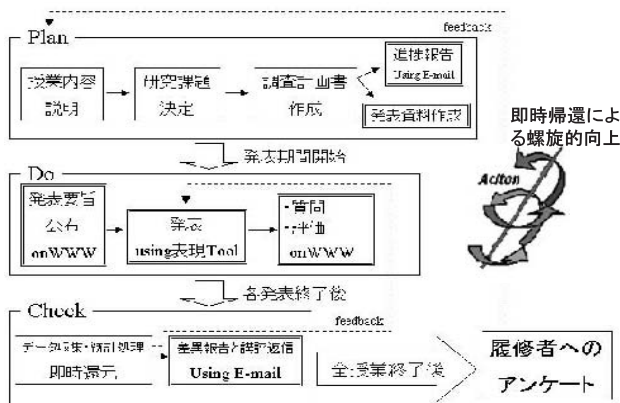 feedback
Plan
授業内容
説明
研究課題
決定
調査計画書
作成
進捗報告
Using E-mail
発表資料作成
即時帰還によ
る螺旋的向上
発表期間開始
Do
発表要旨
公布
onWWW
発表
using表現Tool
・質問
・評価
onWWW
Aciton
各発表終了後
Check
feedback
データ収集・統計処理
即時還元
差異報告と講評返信
Using E-mail
全授業終了後
履修者への
アンケート